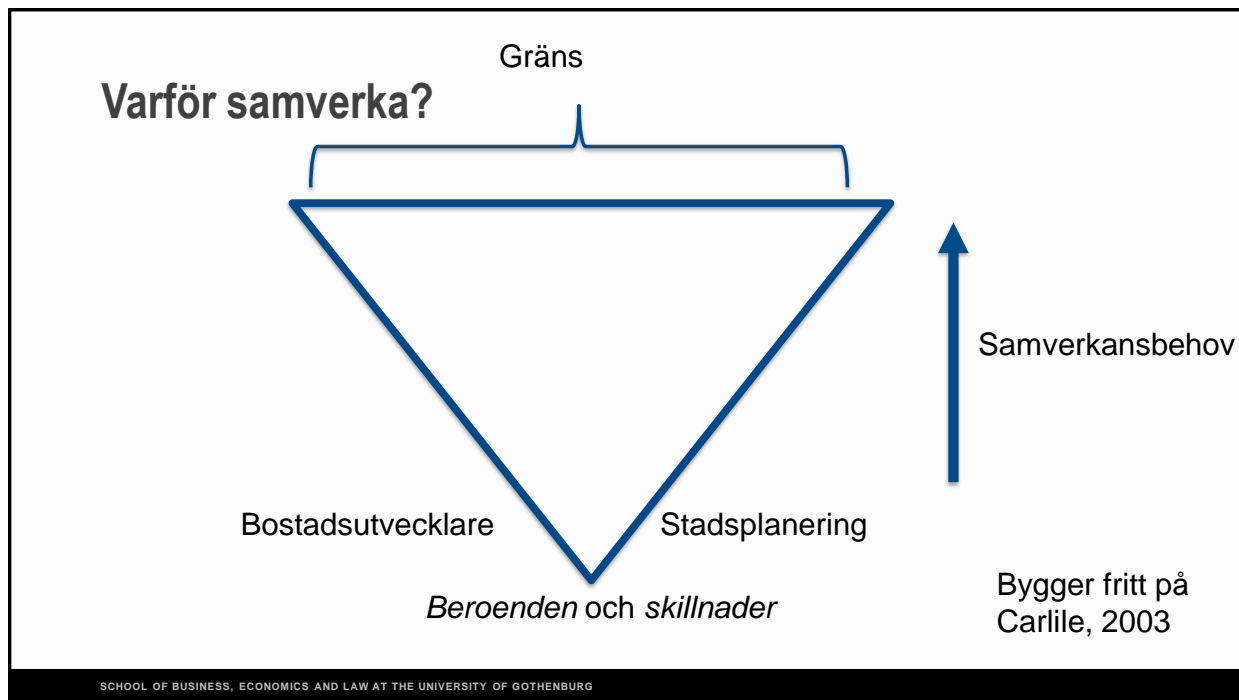 Gräns
Varför samverka?
Samverkansbehov
Bostadsutvecklare
Stadsplanering
Beroenden och skillnader
Bygger fritt på
Carlile, 2003
SCHOOL OF BUSINESS, ECONOMICS AND LAW AT THE UNIVERSITY OF GOTHENBURG